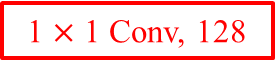 1 × 1 Conv, 128